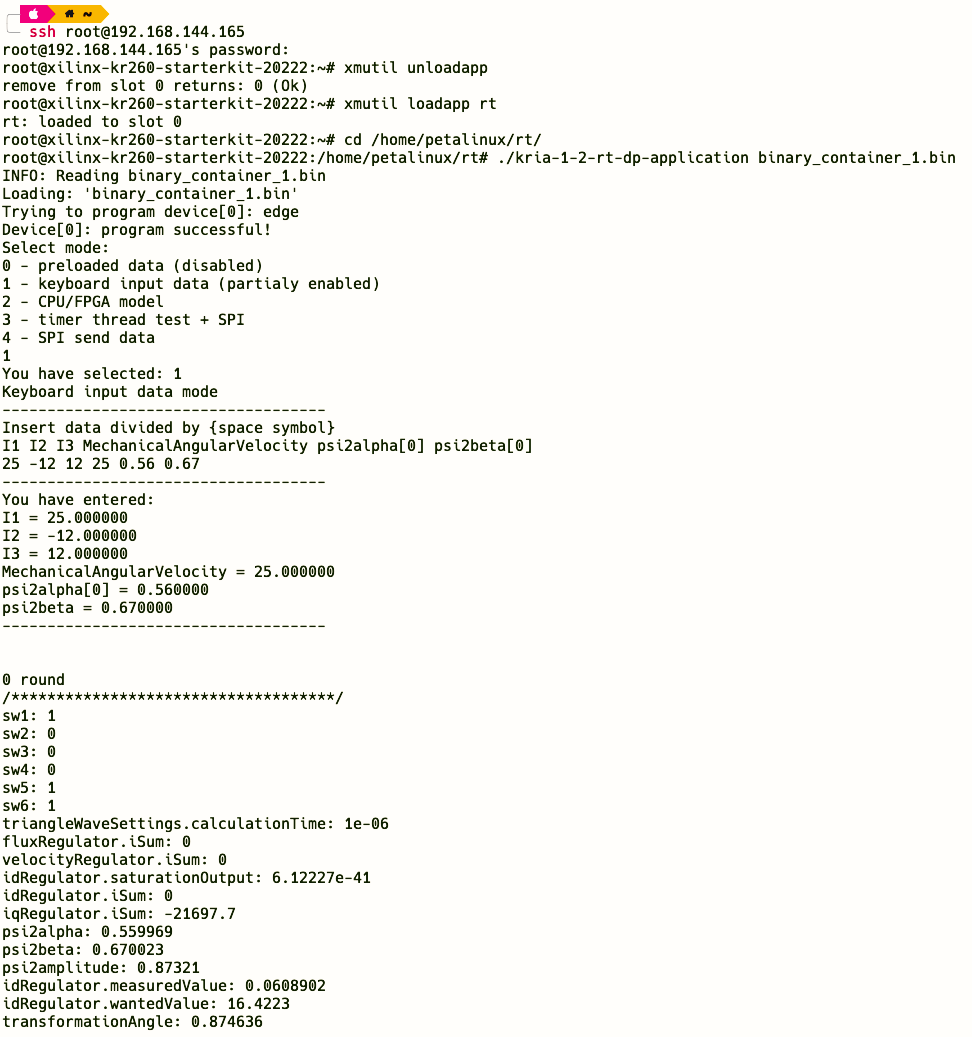 ~
ssh root@192.168.144.165
root@192.168.144.165's password:
root@xilinx-kr260-starterkit-20222:~# xmutil unloadapp
remove from slot 0 returns: 0 (Ok)
root@xilinx-kr260-starterkit-20222:~# xmutil loadapp rt
rt: loaded to slot 0
root@xilinx-kr260-starterkit-20222:~# cd /home/petalinux/rt/
root@xilinx-kr260-starterkit-20222:/home/petalinux/rt# ./kria-1-2-rt-dp-application binary_container_1.bin
INFO: Reading binary_container_1.bin
Loading: 'binary_container_1.bin'
Trying to program device[0]: edge
Device[0]: program successful!
Select mode:
0 - preloaded data (disabled)
1 - keyboard input data (partialy enabled)
2 - CPU/FPGA model
3 - timer thread test + SPI
4 - SPI send data
1
You have selected: 1
Keyboard input data mode
------------------------------------
Insert data divided by {space symbol}
I1 I2 I3 MechanicalAngularVelocity psi2alpha[0] psi2beta[0]
25 -12 12 25 0.56 0.67
------------------------------------
You have entered:
I1 = 25.000000
I2 = -12.000000
I3 = 12.000000
MechanicalAngularVelocity = 25.000000
psi2alpha[0] = 0.560000
psi2beta = 0.670000
------------------------------------
0 round
/************************************/
sw1: 1
sw2: 0
sw3: 0
sw4: 0
sw5: 1
sw6: 1
triangleWaveSettings.calculationTime: 1e-06
fluxRegulator.iSum: 0
velocityRegulator.iSum: 0
idRegulator.saturationOutput: 6.12227e-41
idRegulator.iSum: 0
iqRegulator.iSum: -21697.7
psi2alpha: 0.559969
psi2beta: 0.670023
psi2amplitude: 0.87321
idRegulator.measuredValue: 0.0608902
idRegulator.wantedValue: 16.4223
transformationAngle: 0.874636